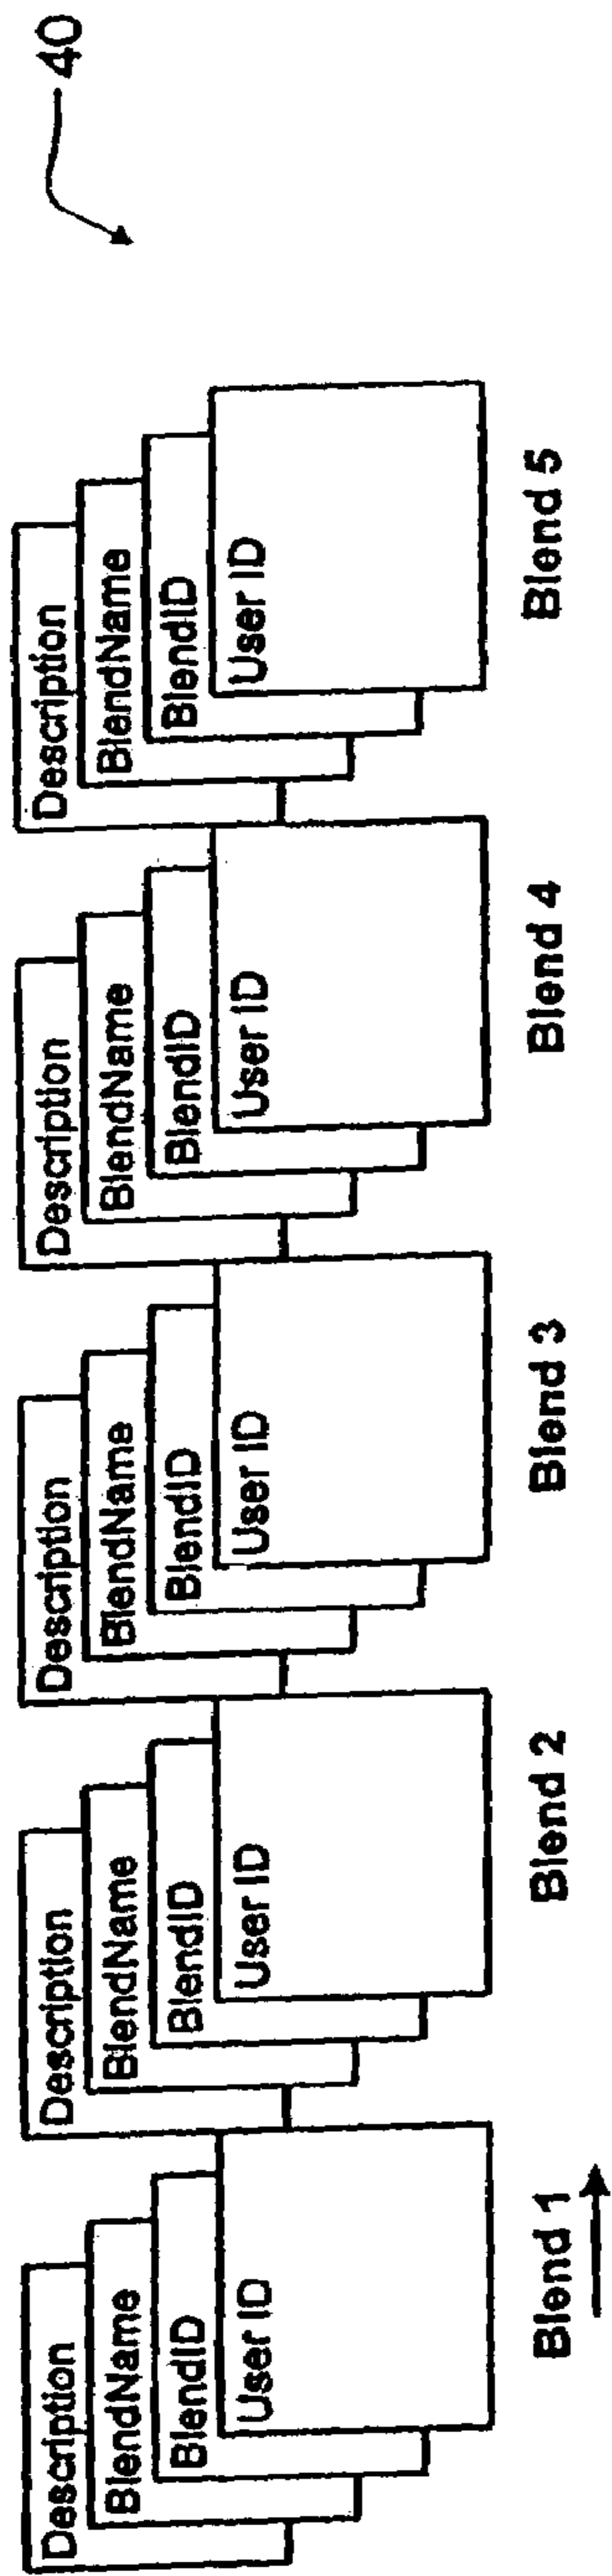 40
Description
BlendName
BlendID
User ID
Blend 1
Description
BlendName
BlendID
User ID
Blend 2
Description
BlendName
BlendID
User ID
Blend 3
Description
BlendName
BlendID
User ID
Blend 4
Description
BlendName
BlendID
User ID
Blend 5